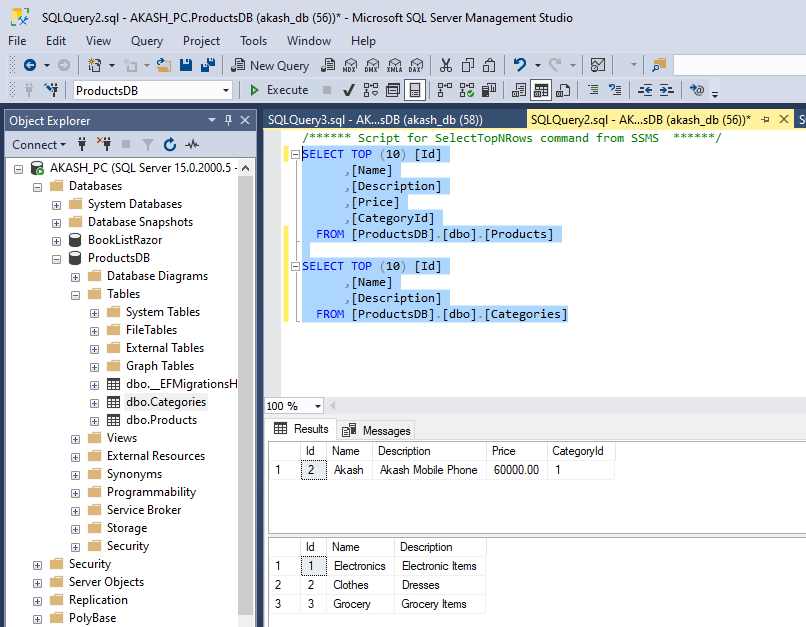 SQLQuery2.sql - AKASH_PC.ProductsDB (akash_db (56))* - Microsoft SQL Server Management Studio
File Edit View Query Project Tools Window Help
New Query MDX DMX XMLA DAX
ProductsDB Execute
Object Explorer
Connect
AKASH_PC (SQL Server 15.0.2000.5 -
Databases
System Databases
Database Snapshots
BookListRazor
ProductsDB
Database Diagrams
Tables
System Tables
FileTables
External Tables
Graph Tables
dbo.__EFMigrationsH
dbo.Categories
dbo.Products
Views
External Resources
Synonyms
Programmability
Service Broker
Storage
Security
Security
Server Objects
Replication
PolyBase
SQLQuery3.sql - AK...sDB (akash_db (58)) SQLQuery2.sql - AK...sDB (akash_db (56))* S
/****** Script for SelectTopNRows command from SSMS ******/
SELECT TOP (10) [Id]
,[Name]
,[Description]
,[Price]
,[CategoryId]
FROM [ProductsDB].[dbo].[Products]
SELECT TOP (10) [Id]
,[Name]
,[Description]
FROM [ProductsDB].[dbo].[Categories]
100 %
Results Messages
Id Name Description Price CategoryId
1 2 Akash Akash Mobile Phone 60000.00 1
Id Name Description
1 1 Electronics Electronic Items
2 2 Clothes Dresses
3 3 Grocery Grocery Items